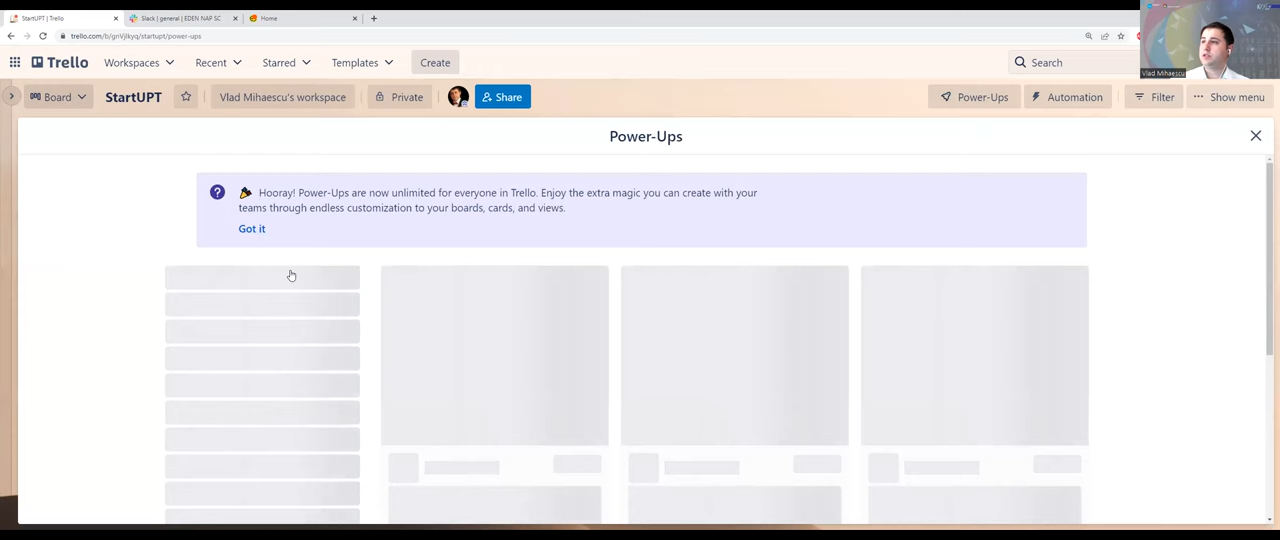 StartUPT | Trello
Slack | general | EDEN NAP SC
Home
trello.com/b/gnVjlkyq/startupt/power-ups
Vlad Mihaescu
Trello
Workspaces
Recent
Starred
Templates
Create
Search
Board
StartUPT
Vlad Mihaescu's workspace
Private
Share
Power-Ups
Automation
Filter
Show menu
Power-Ups
Hooray! Power-Ups are now unlimited for everyone in Trello. Enjoy the extra magic you can create with your
teams through endless customization to your boards, cards, and views.
Got it